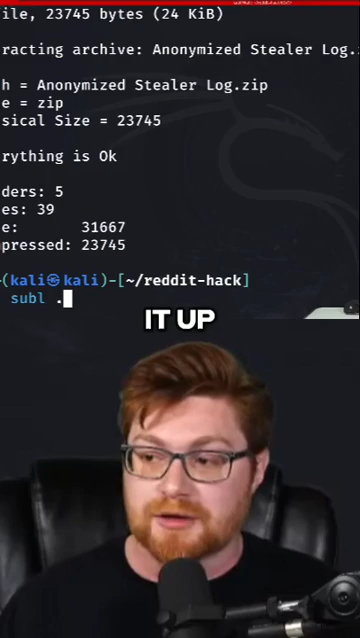 ile, 23745 bytes (24 KiB)
racting archive: Anonymized Stealer Log.
h = Anonymized Stealer Log.zip
e = zip
sical Size = 23745
rything is Ok
ders: 5
es: 39
e: 31667
pressed: 23745
(kali㉿kali)-[~/reddit-hack]
subl .
IT UP